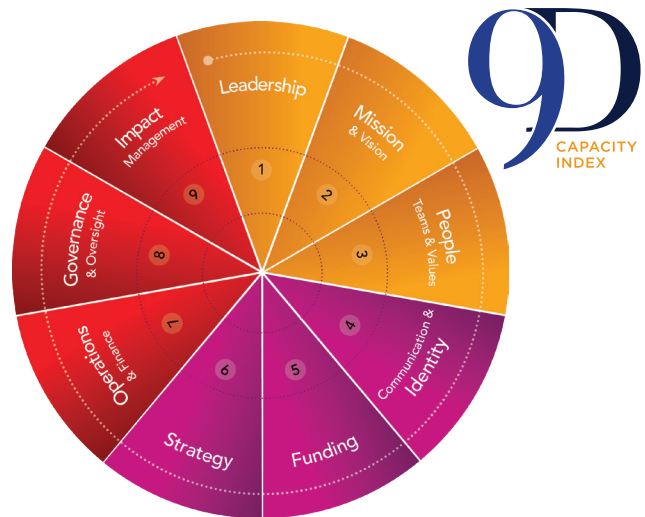 9D
CAPACITY
INDEX
Leadership
1
Mission
& Vision
2
People
Teams & Values
3
Communication &
Identity
4
Funding
5
Strategy
6
Operations
& Finance
7
Governance
& Oversight
8
Impact
Management
9